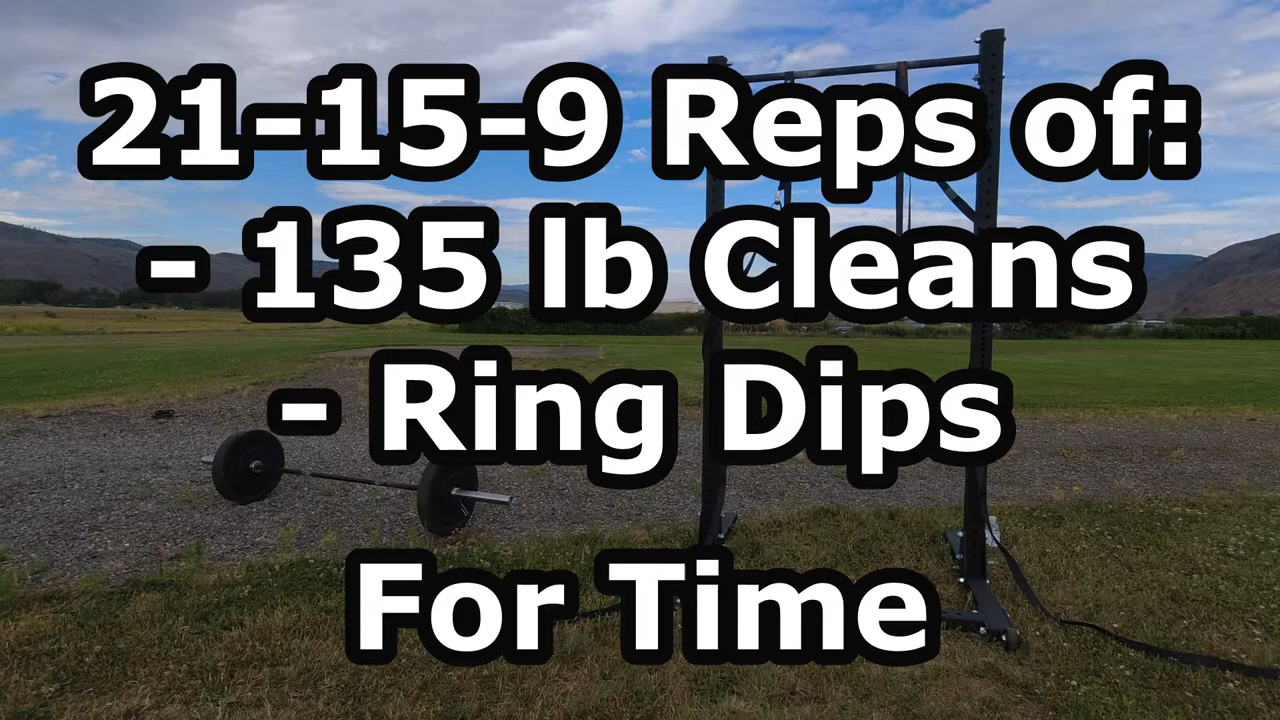 21-15-9 Reps of:
- 135 lb Cleans
- Ring Dips
For Time